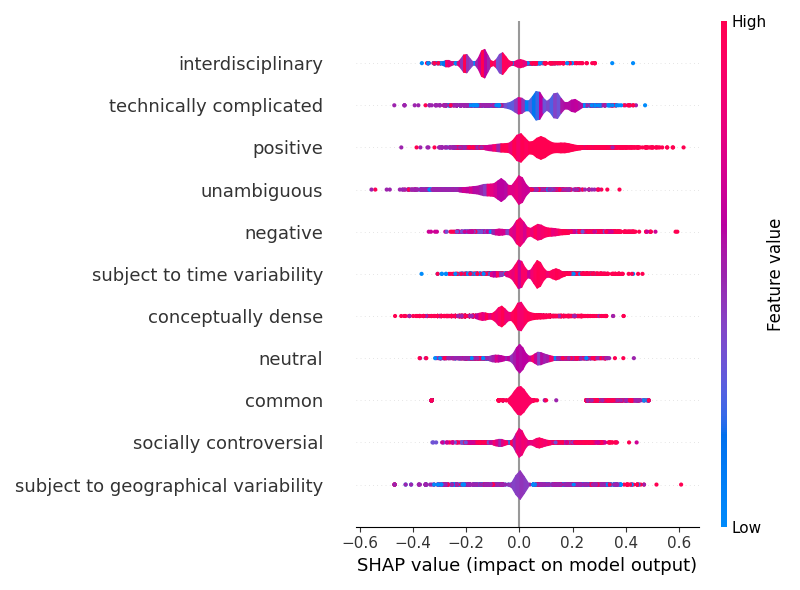 High
interdisciplinary
technically complicated
positive
unambiguous
negative
subject to time variability
conceptually dense
neutral
common
socially controversial
subject to geographical variability
Feature value
Low
−0.6 −0.4 −0.2 0.0 0.2 0.4 0.6
SHAP value (impact on model output)